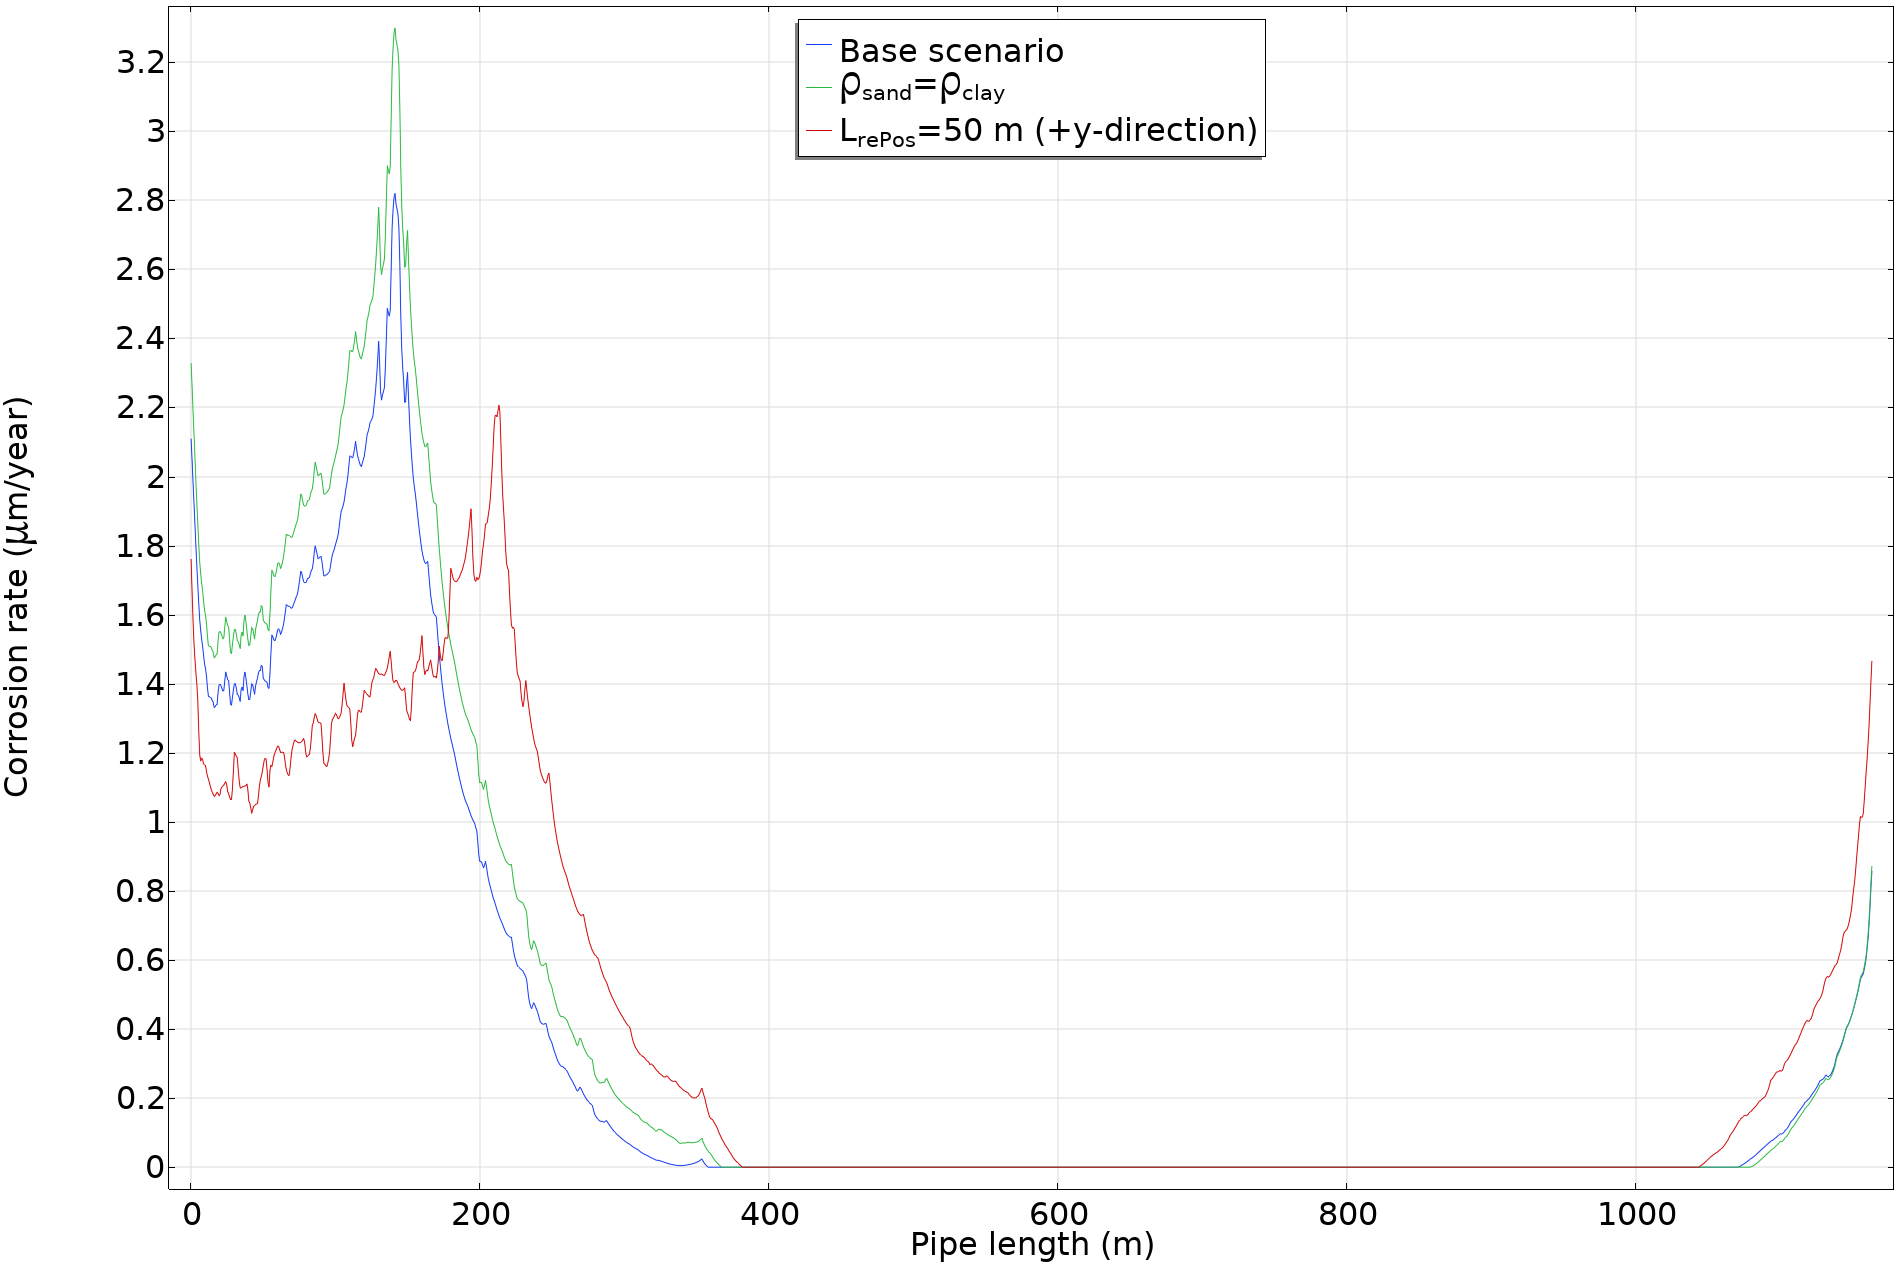 Base scenario
ρsand=ρclay
LrePos=50 m (+y-direction)
3.2
3
2.8
2.6
2.4
2.2
2
1.8
1.6
1.4
1.2
1
0.8
0.6
0.4
0.2
0
Corrosion rate (μm/year)
0 200 400 600 800 1000
Pipe length (m)